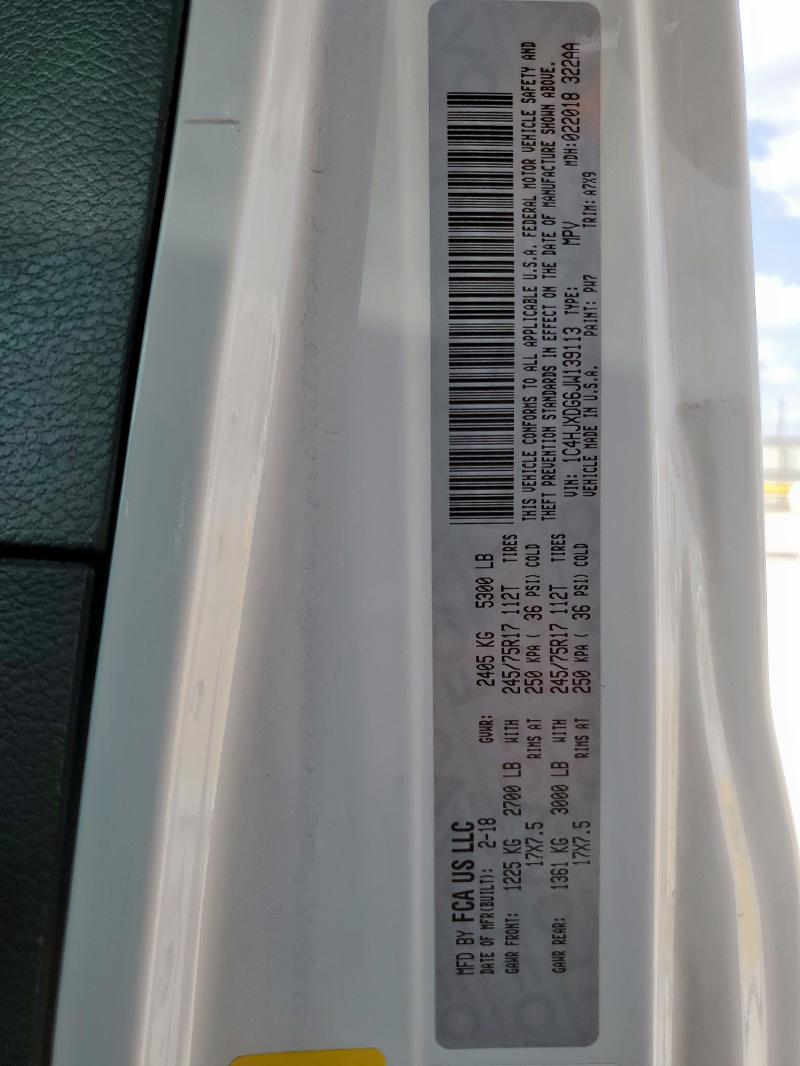 MFD BY FCA US LLC
DATE OF MFR(BUILT): 2-18 GVWR: 2405 KG 5300 LB
GAWR FRONT: 1225 KG 2700 LB WITH 245/75R17 112T TIRES
17X7.5 RIMS AT 250 KPA ( 36 PSI) COLD
GAWR REAR: 1361 KG 3000 LB WITH 245/75R17 112T TIRES
17X7.5 RIMS AT 250 KPA ( 36 PSI) COLD
THIS VEHICLE CONFORMS TO ALL APPLICABLE U.S.A. FEDERAL MOTOR VEHICLE SAFETY AND
THEFT PREVENTION STANDARDS IN EFFECT ON THE DATE OF MANUFACTURE SHOWN ABOVE.
VIN: 1C4HJXDG6JW139113 TYPE: MPV MDH:022018 322AA
VEHICLE MADE IN U.S.A. PAINT: PW7 TRIM: A7X9